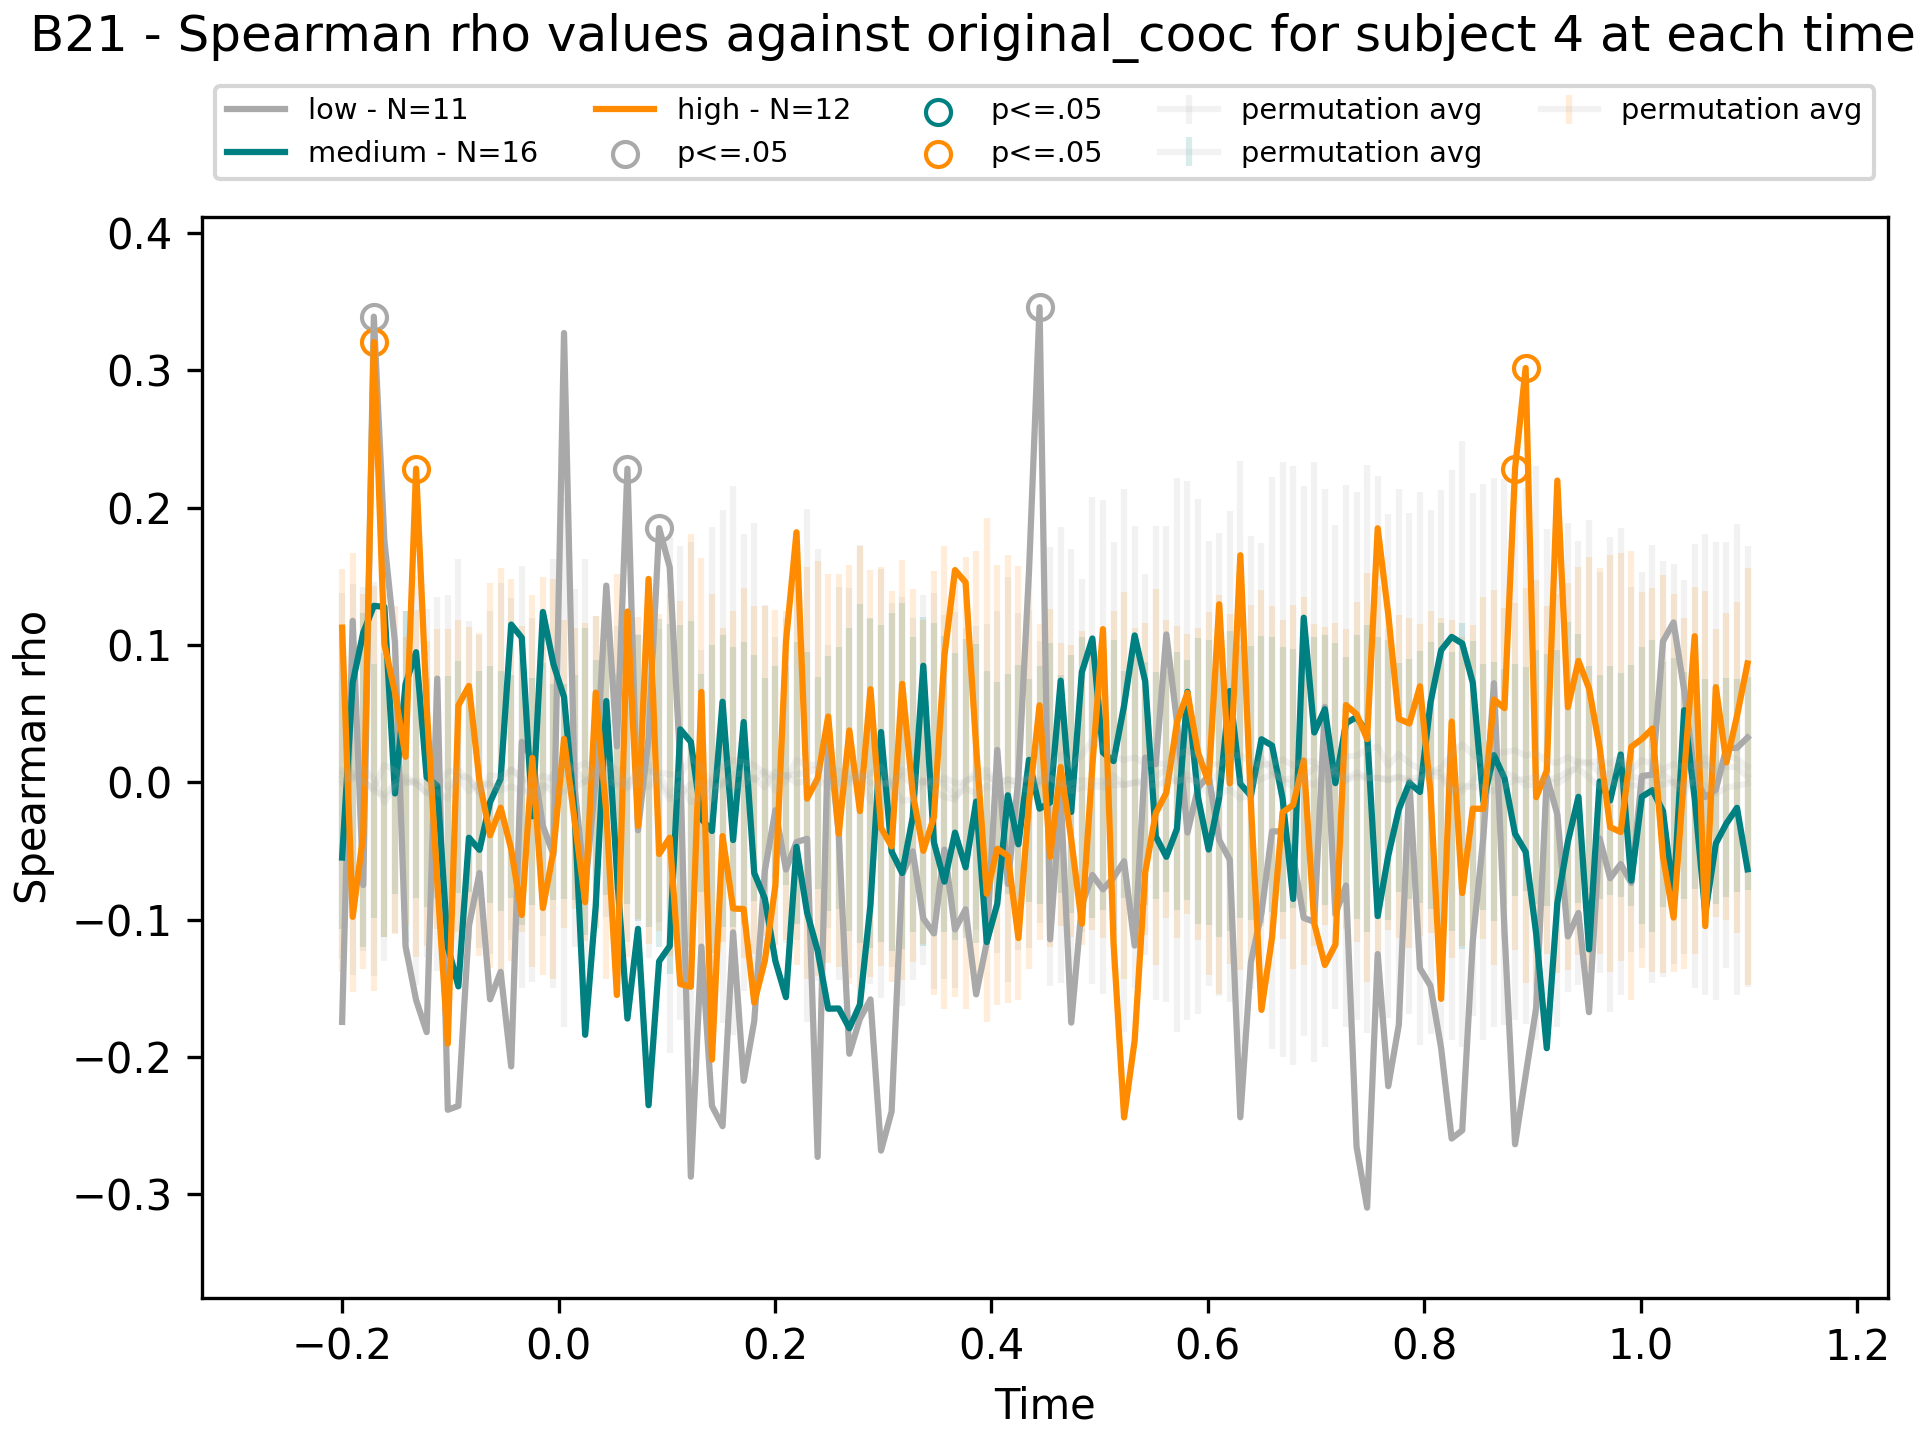 B21 - Spearman rho values against original_cooc for subject 4 at each time
low - N=11
medium - N=16
high - N=12
p<=.05
p<=.05
p<=.05
permutation avg
permutation avg
permutation avg
Spearman rho
0.4
0.3
0.2
0.1
0.0
−0.1
−0.2
−0.3
−0.2
0.0
0.2
0.4
0.6
0.8
1.0
1.2
Time